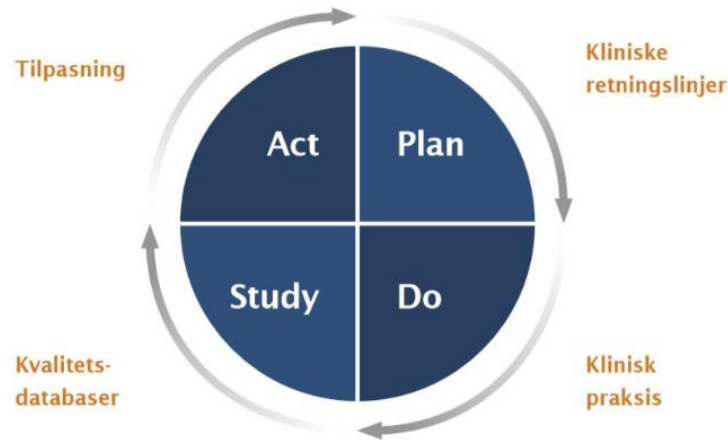 Tilpasning
Kliniske
retningslinjer
Act
Plan
Study
Do
Kvalitets-
databaser
Klinisk
praksis